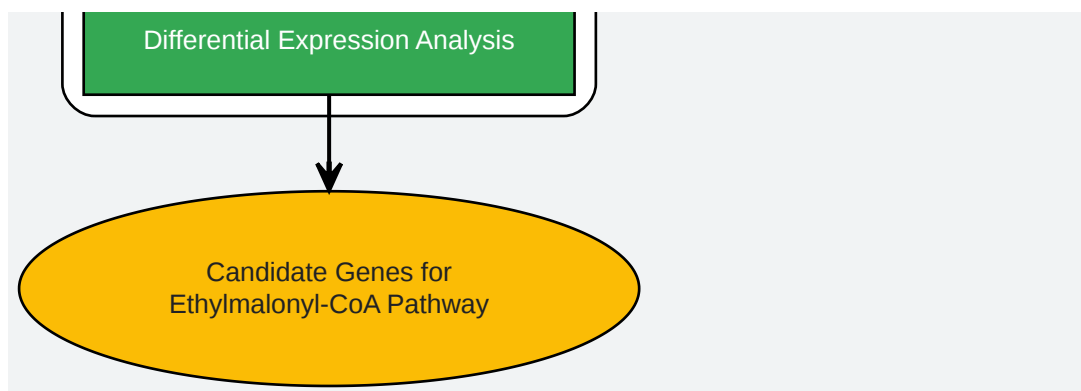 Differential Expression Analysis
Candidate Genes for
Ethylmalonyl-CoA Pathway